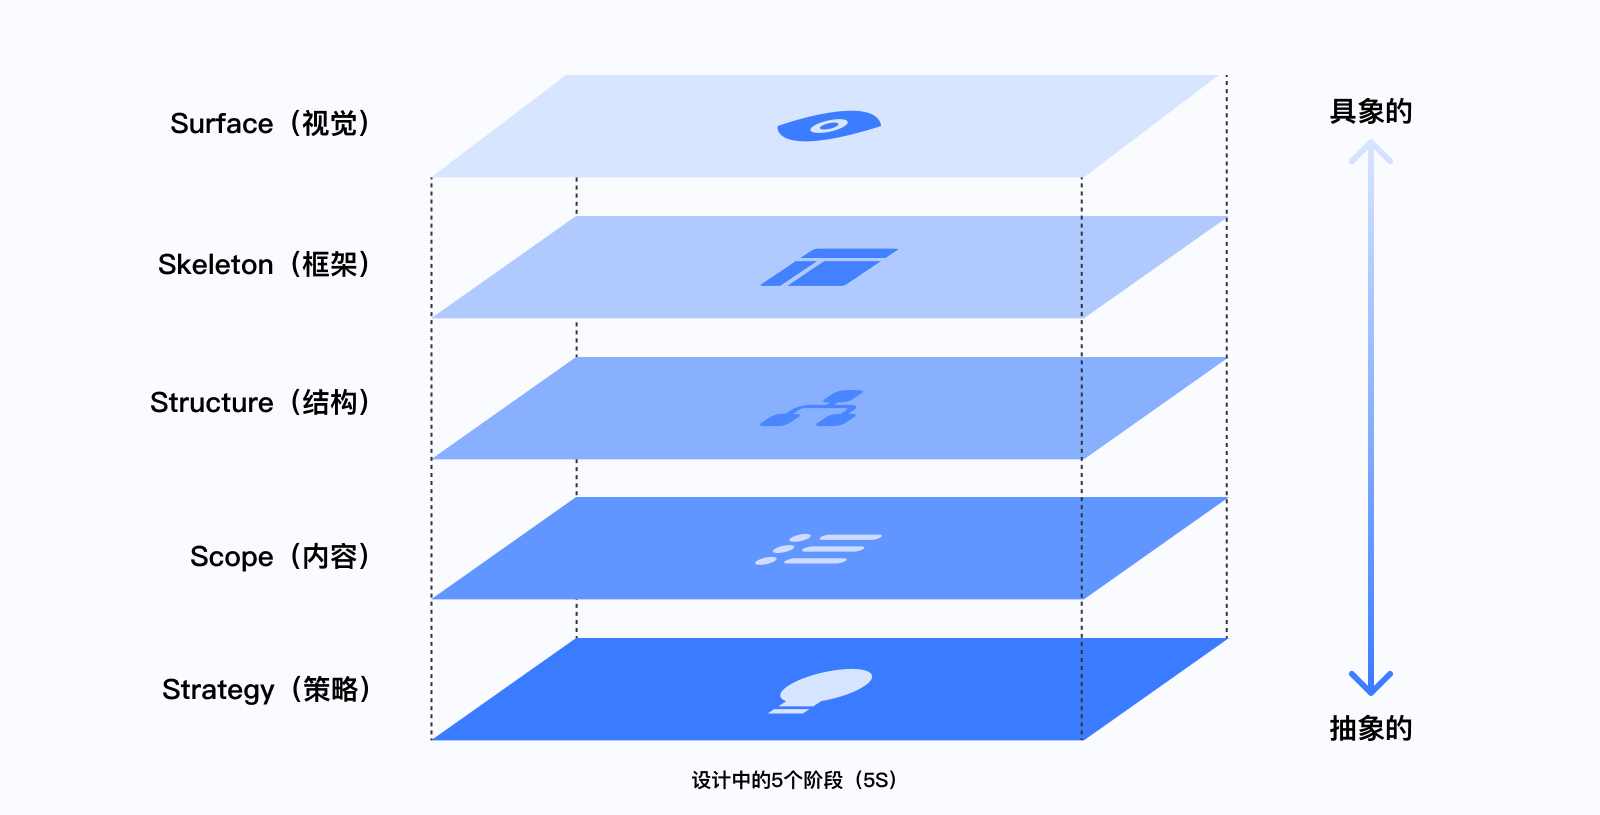 Surface（视觉）
具象的
Skeleton（框架）
Structure（结构）
Scope（内容）
Strategy（策略）
抽象的
设计中的5个阶段（5S）